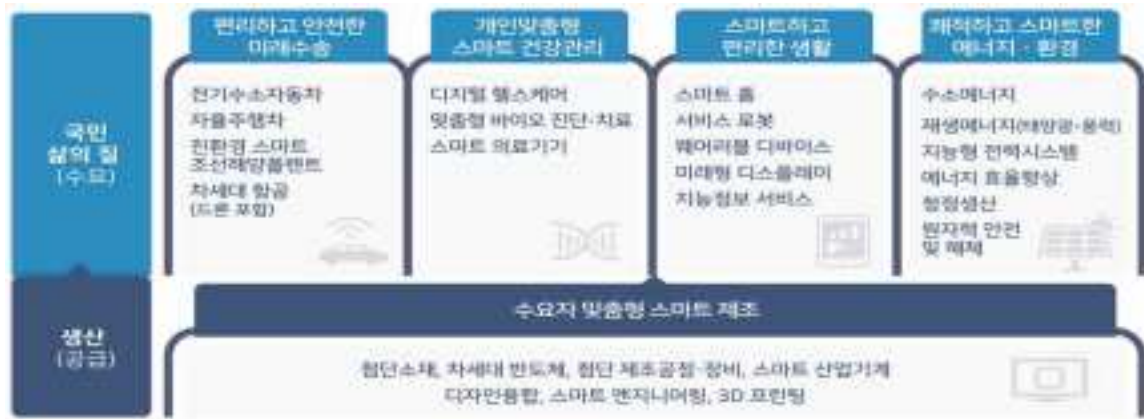 편리하고 안전한
미래수송
개인맞춤형
스마트 건강관리
스마트하고
편리한 생활
쾌적하고 스마트한
에너지 · 환경
국민
삶의 질
(수요)
전기수소자동차
자율주행차
친환경 스마트
조선해양플랜트
차세대 항공
(드론 포함)
디지털 헬스케어
맞춤형 바이오 진단·치료
스마트 의료기기
스마트 홈
서비스 로봇
웨어러블 디바이스
미래형 디스플레이
지능정보 서비스
수소에너지
재생에너지(태양광·풍력)
지능형 전력시스템
에너지 효율향상
청정생산
원자력 안전
및 해체
생산
(공급)
수요자 맞춤형 스마트 제조
첨단소재, 차세대 반도체, 첨단 제조공정·장비, 스마트 산업기계
디자인융합, 스마트 엔지니어링, 3D 프린팅